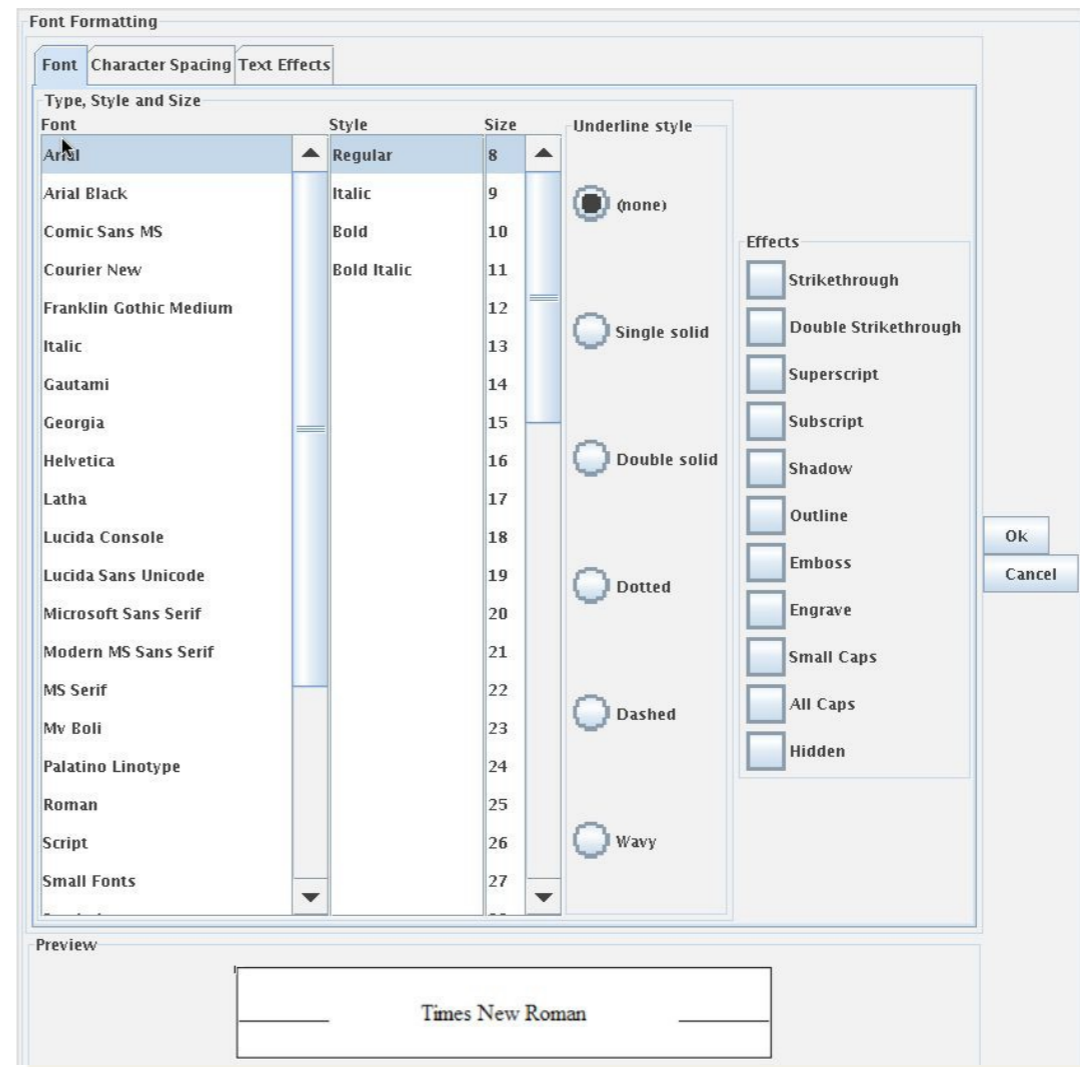 Font Formatting
Font Character Spacing Text Effects
Type, Style and Size
Font Style Size Underline style
Arial Regular 8
Arial Black Italic 9
(none)
Comic Sans MS Bold 10
Effects
Courier New Bold Italic 11
Strikethrough
Franklin Gothic Medium 12
Double Strikethrough
Single solid
Italic 13
Superscript
Gautami 14
Georgia 15
Subscript
Helvetica 16
Double solid
Shadow
Latha 17
Outline
Lucida Console 18
Ok
Emboss
Lucida Sans Unicode 19
Cancel
Dotted
Microsoft Sans Serif 20
Engrave
Modern MS Sans Serif 21
Small Caps
MS Serif 22
All Caps
Dashed
Mv Boli 23
Hidden
Palatino Linotype 24
Roman 25
Script 26
Wavy
Small Fonts 27
Preview
Times New Roman